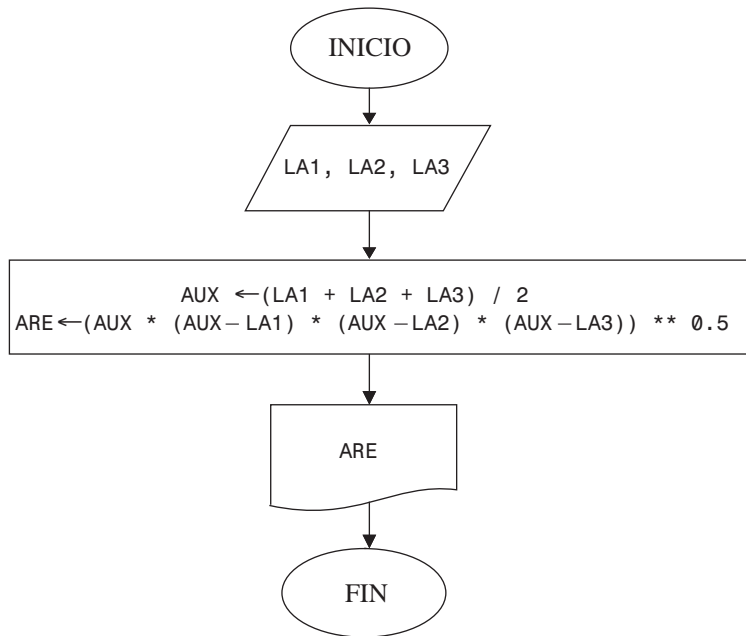 INICIO
LA1, LA2, LA3
AUX ←(LA1 + LA2 + LA3) / 2
ARE←(AUX * (AUX – LA1) * (AUX – LA2) * (AUX – LA3)) ** 0.5
ARE
FIN